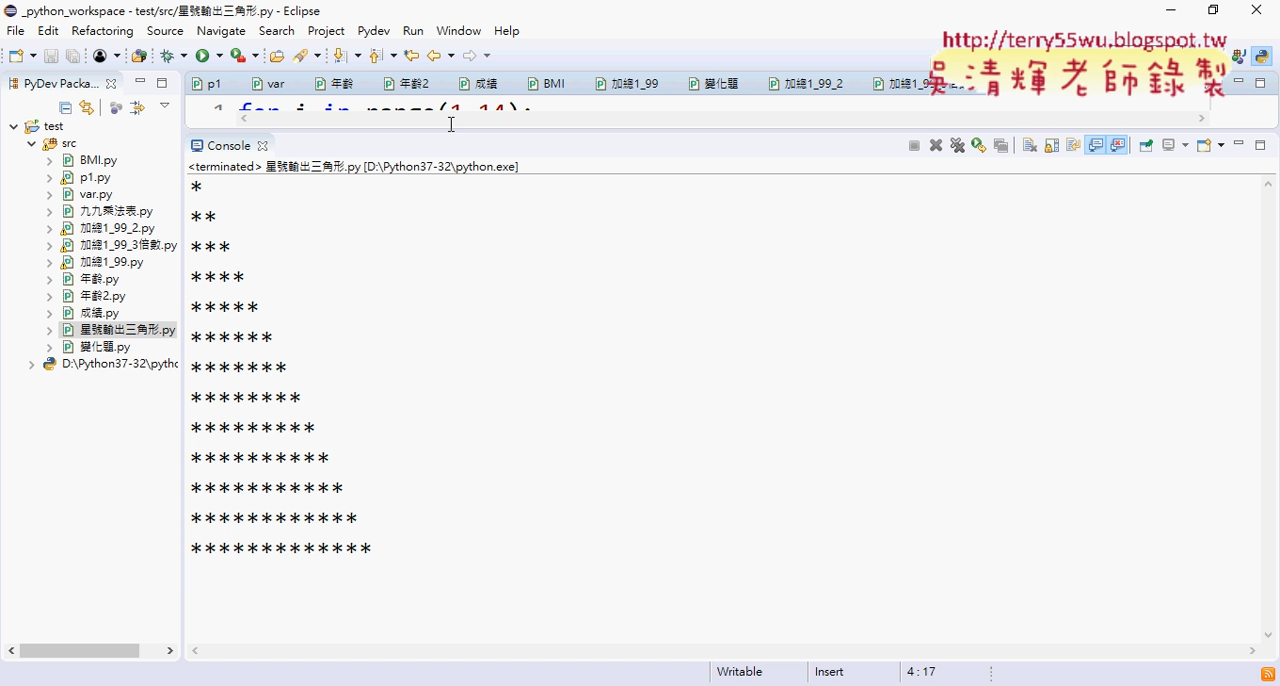 _python_workspace - test/src/星號輸出三角形.py - Eclipse
File Edit Refactoring Source Navigate Search Project Pydev Run Window Help
http://terry55wu.blogspot.tw
吳清輝老師錄製
PyDev Packa...
p1 var 年齡 年齡2 成績 BMI 加總1_99 變化題 加總1_99_2
1 for i in range(1,14):
test
src
BMI.py
p1.py
var.py
九九乘法表.py
加總1_99_2.py
加總1_99_3倍數.py
加總1_99.py
年齡.py
年齡2.py
成績.py
星號輸出三角形.py
變化題.py
D:\Python37-32\pytho
Console
<terminated> 星號輸出三角形.py [D:\Python37-32\python.exe]
*
**
***
****
*****
******
*******
********
*********
**********
***********
************
*************
Writable Insert 4 : 17